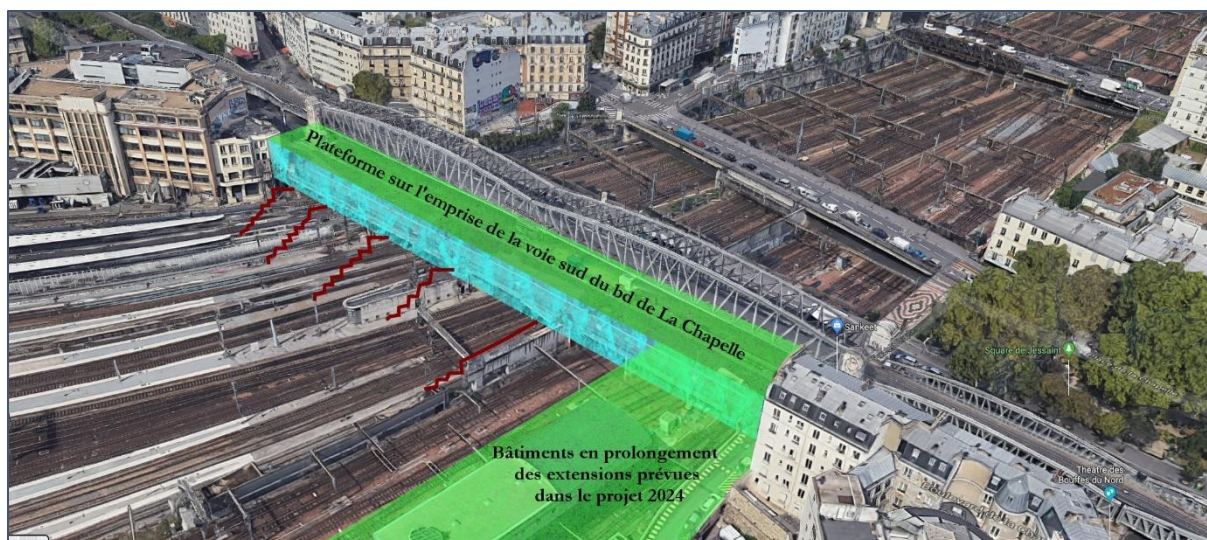 Plateforme sur l'emprise de la voie sud du bd de La Chapelle
Sankeet
Square de Jessaint
Bâtiments en prolongement
des extensions prévues
dans le projet 2024
Théâtre des
Bouffes du Nord